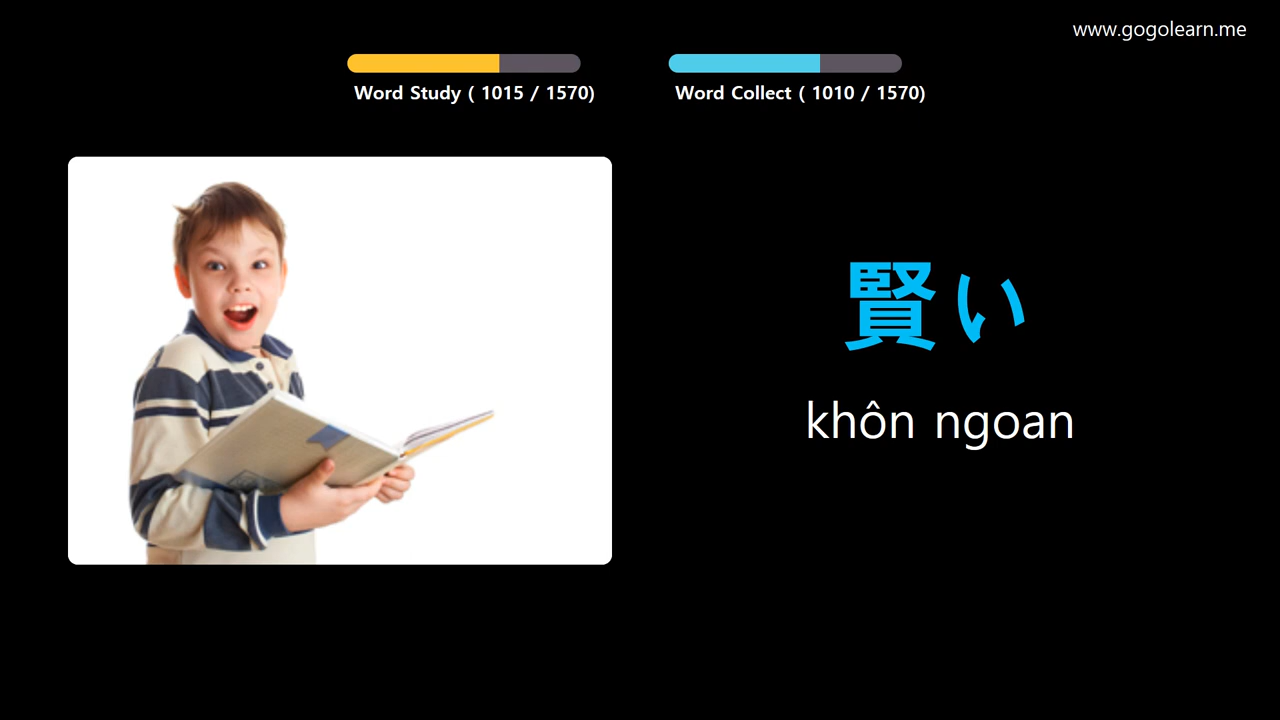 www.gogolearn.me
Word Study ( 1015 / 1570)
Word Collect ( 1010 / 1570)
賢い
khôn ngoan